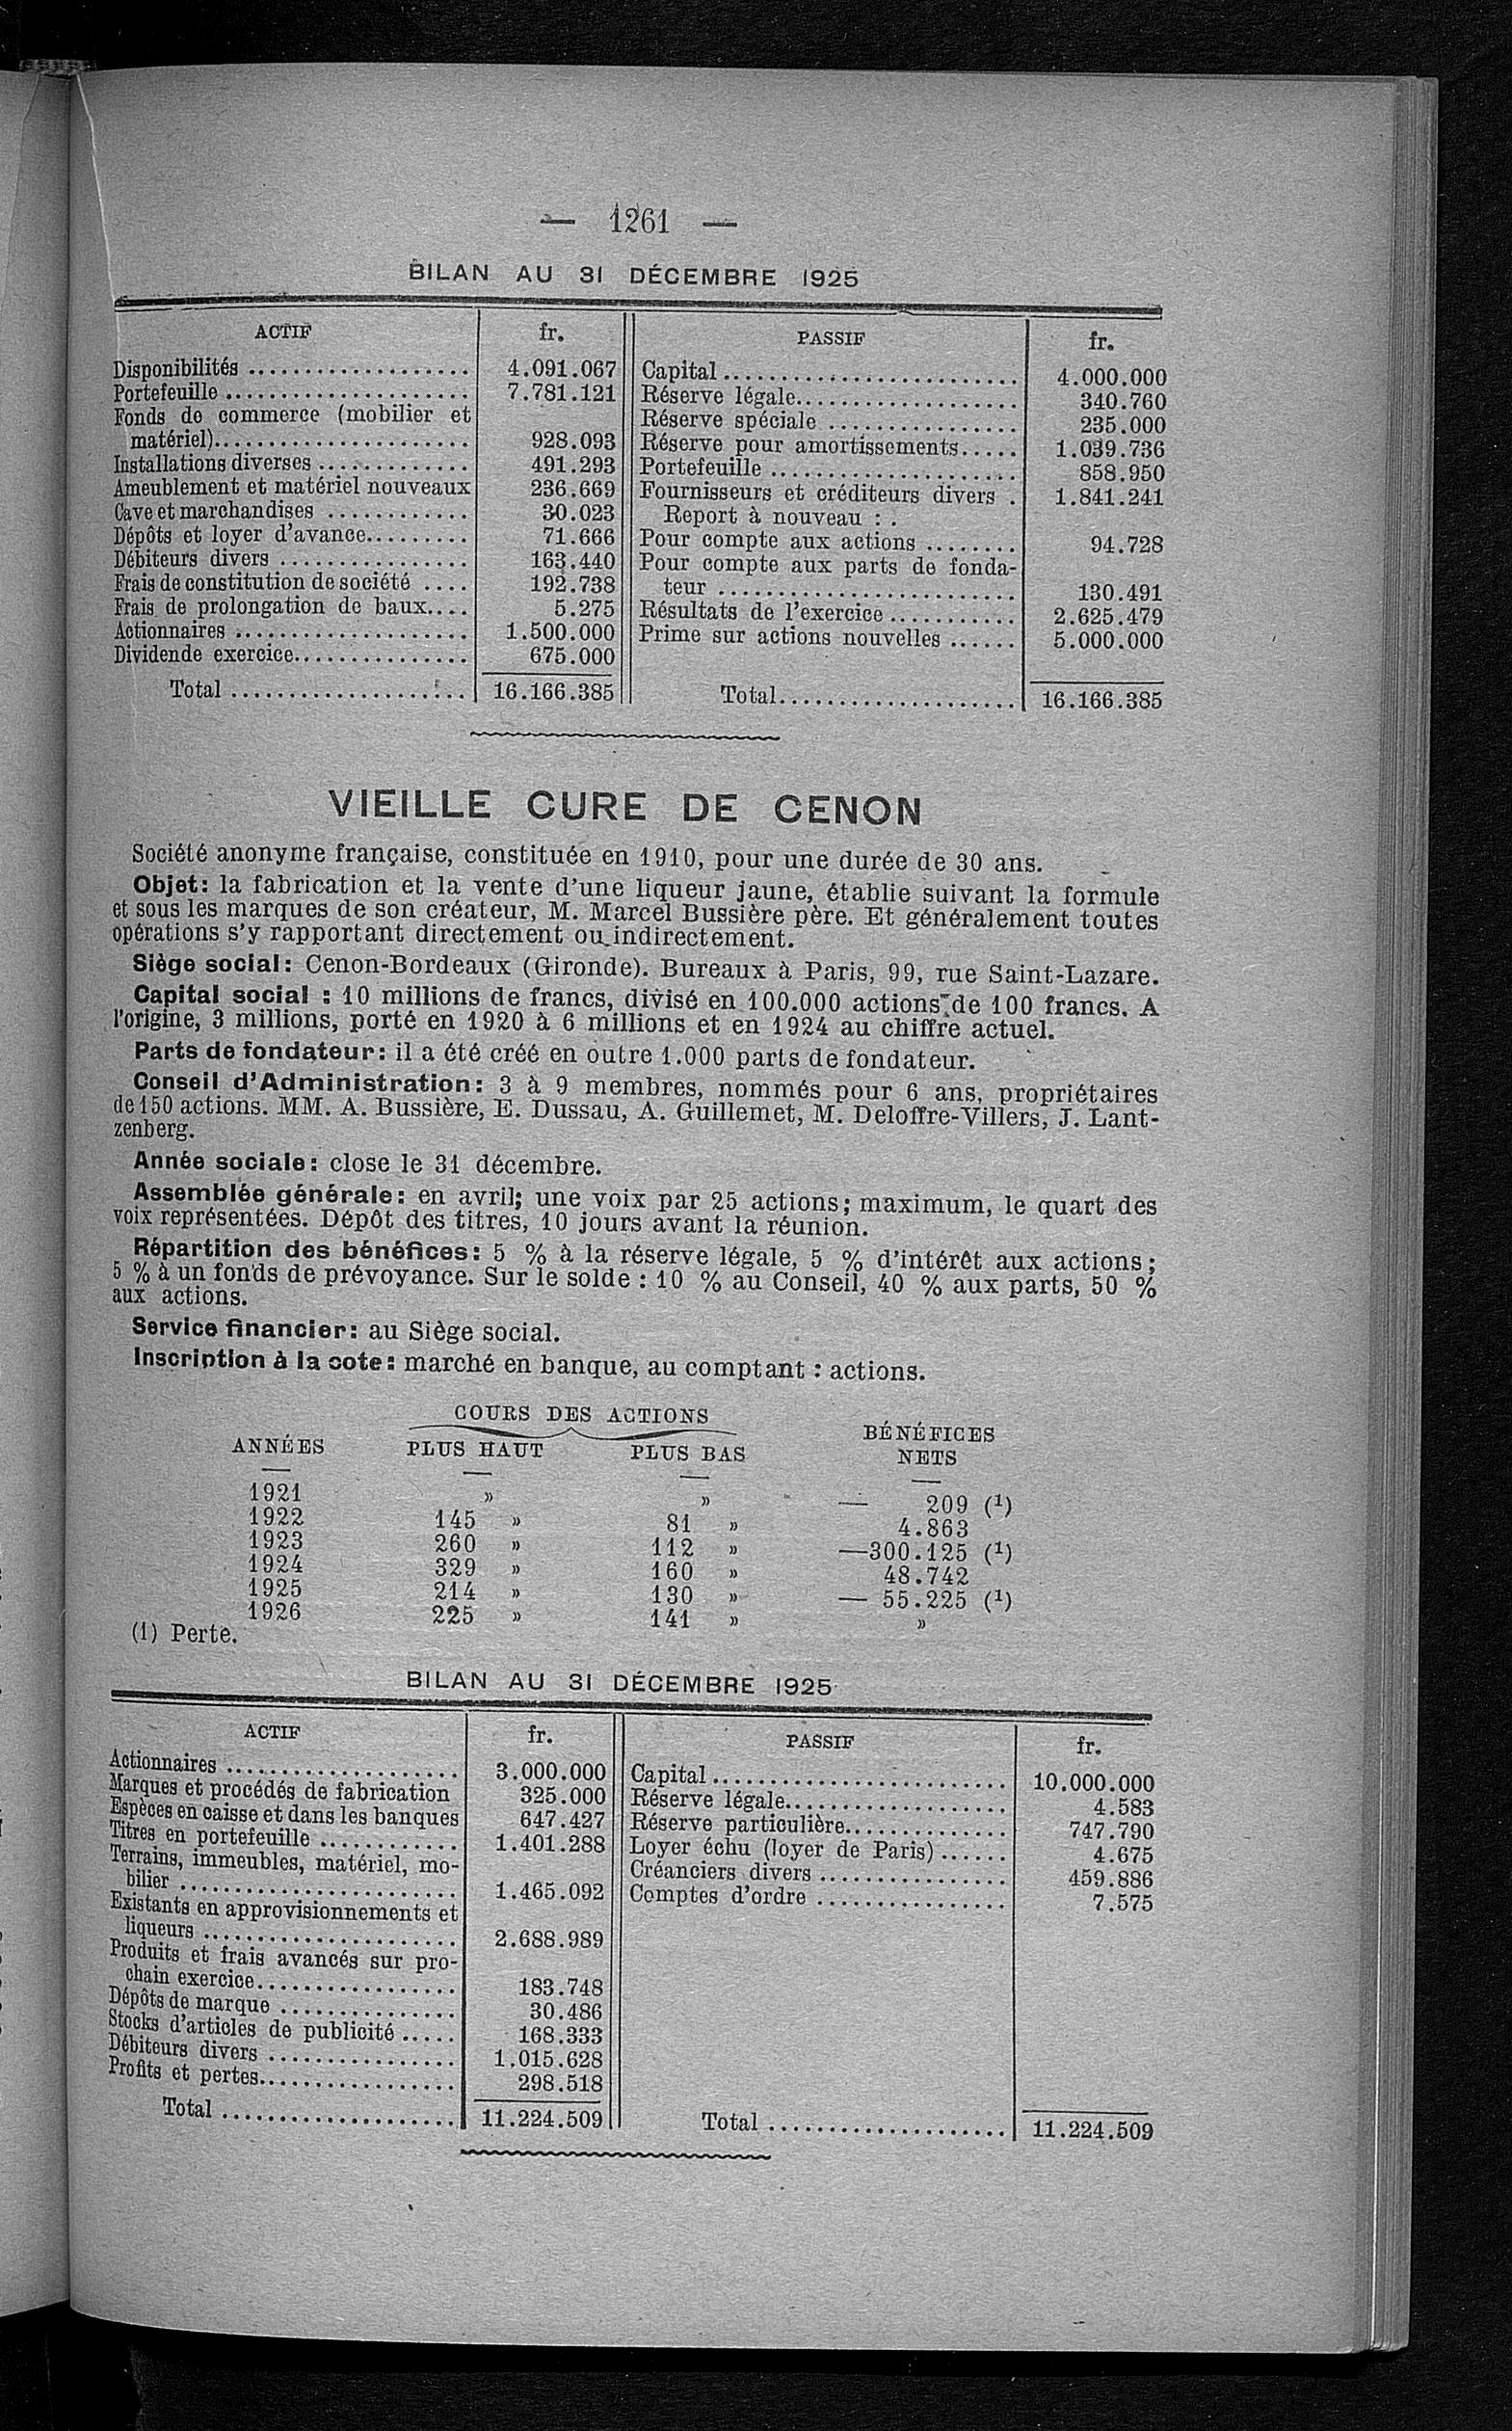 — 1261 —
BILAN AU 31 DÉCEMBRE 1925
ACTIF fr. PASSIF fr.
Disponibilités ................... 4.091.067 Capital .......................... 4.000.000
Portefeuille ..................... 7.781.121 Réserve légale................... 340.760
Fonds de commerce (mobilier et Réserve spéciale ................ 235.000
matériel)...................... 928.093 Réserve pour amortissements..... 1.039.736
Installations diverses ............. 491.293 Portefeuille ..................... 858.950
Ameublement et matériel nouveaux 236.669 Fournisseurs et créditeurs divers . 1.841.241
Cave et marchandises ............ 30.023 Report à nouveau : .
Dépôts et loyer d'avance......... 71.666 Pour compte aux actions ........ 94.728
Débiteurs divers ................ 163.440 Pour compte aux parts de fonda-
Frais de constitution de société .... 192.738 teur .......................... 130.491
Frais de prolongation de baux.... 5.275 Résultats de l'exercice ........... 2.625.479
Actionnaires .................... 1.500.000 Prime sur actions nouvelles ...... 5.000.000
Dividende exercice............... 675.000
Total .................... 16.166.385 Total.................... 16.166.385
VIEILLE CURE DE CENON
Société anonyme française, constituée en 1910, pour une durée de 30 ans.
Objet: la fabrication et la vente d'une liqueur jaune, établie suivant la formule
et sous les marques de son créateur, M. Marcel Bussière père. Et généralement toutes
opérations s'y rapportant directement ou indirectement.
Siège social: Cenon-Bordeaux (Gironde). Bureaux à Paris, 99, rue Saint-Lazare.
Capital social : 10 millions de francs, divisé en 100.000 actions de 100 francs. A
l'origine, 3 millions, porté en 1920 à 6 millions et en 1924 au chiffre actuel.
Parts de fondateur: il a été créé en outre 1.000 parts de fondateur.
Conseil d'Administration: 3 à 9 membres, nommés pour 6 ans, propriétaires
de 150 actions. MM. A. Bussière, E. Dussau, A. Guillemet, M. Deloffre-Villers, J. Lant-
zenberg.
Année sociale: close le 31 décembre.
Assemblée générale: en avril; une voix par 25 actions; maximum, le quart des
voix représentées. Dépôt des titres, 10 jours avant la réunion.
Répartition des bénéfices: 5 % à la réserve légale, 5 % d'intérêt aux actions;
5 % à un fonds de prévoyance. Sur le solde : 10 % au Conseil, 40 % aux parts, 50 %
aux actions.
Service financier: au Siège social.
Inscription à la cote: marché en banque, au comptant : actions.
COURS DES ACTIONS
ANNÉES PLUS HAUT PLUS BAS BÉNÉFICES NETS
1921 » » — 209 (1)
1922 145 » 81 » 4.863
1923 260 » 112 » —300.125 (1)
1924 329 » 160 » 48.742
1925 214 » 130 » — 55.225 (1)
1926 225 » 141 » »
(1) Perte.
BILAN AU 31 DÉCEMBRE 1925
ACTIF fr. PASSIF fr.
Actionnaires .................... 3.000.000 Capital .......................... 10.000.000
Marques et procédés de fabrication 325.000 Réserve légale................... 4.583
Espèces en caisse et dans les banques 647.427 Réserve particulière.............. 747.790
Titres en portefeuille ............ 1.401.288 Loyer échu (loyer de Paris) ...... 4.675
Terrains, immeubles, matériel, mo- Créanciers divers ................ 459.886
bilier ........................ 1.465.092 Comptes d'ordre ................ 7.575
Existants en approvisionnements et
liqueurs ...................... 2.688.989
Produits et frais avancés sur pro-
chain exercice.................. 183.748
Dépôts de marque ............... 30.486
Stocks d'articles de publicité ..... 168.333
Débiteurs divers ................ 1.015.628
Profits et pertes................. 298.518
Total .................... 11.224.509 Total .................... 11.224.509